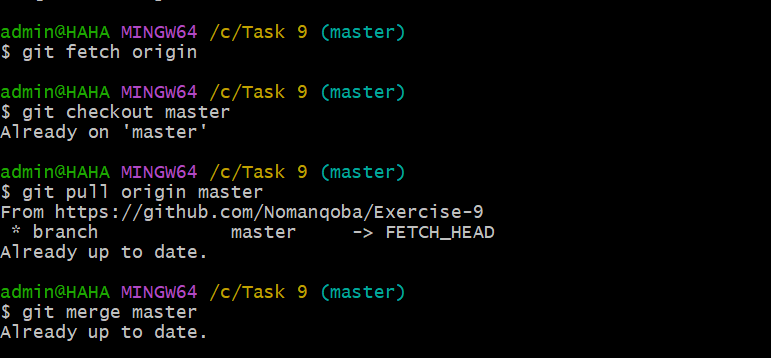 admin@HAHA MINGW64 /c/Task 9 (master)
$ git fetch origin
admin@HAHA MINGW64 /c/Task 9 (master)
$ git checkout master
Already on 'master'
admin@HAHA MINGW64 /c/Task 9 (master)
$ git pull origin master
From https://github.com/Nomanqoba/Exercise-9
 * branch            master     -> FETCH_HEAD
Already up to date.
admin@HAHA MINGW64 /c/Task 9 (master)
$ git merge master
Already up to date.